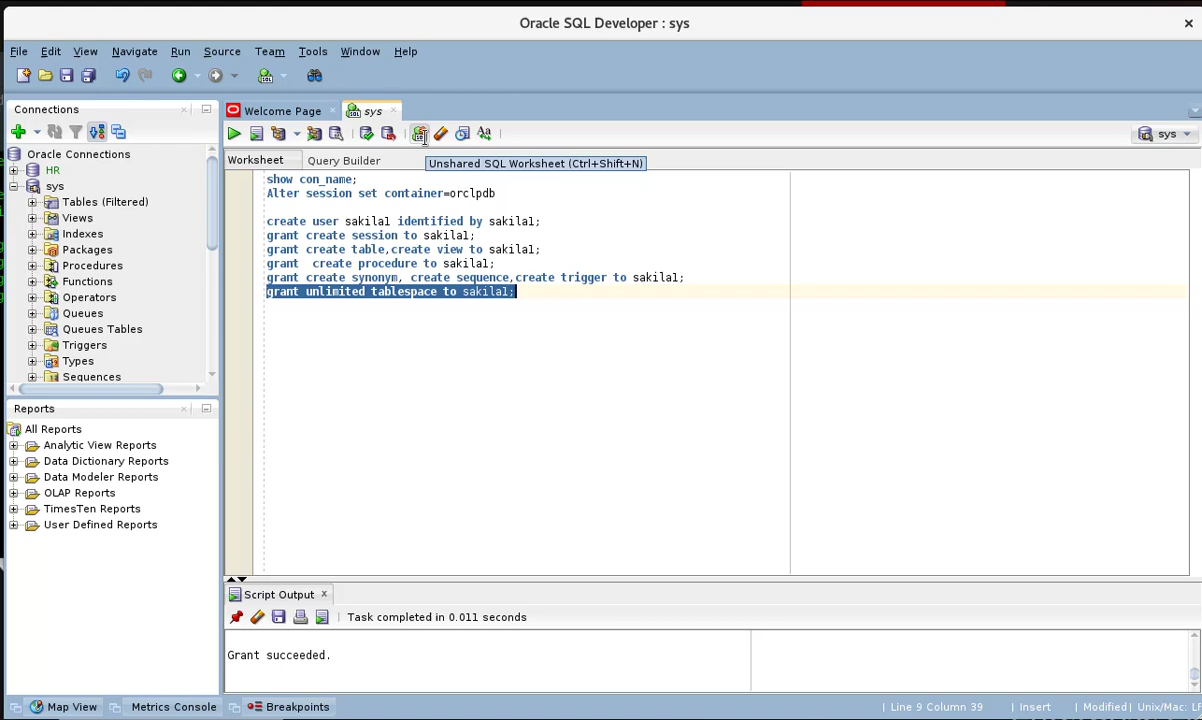 Oracle SQL Developer : sys
File Edit View Navigate Run Source Team Tools Window Help
Connections
Welcome Page
sys
sys
Worksheet
Query Builder
Unshared SQL Worksheet (Ctrl+Shift+N)
Oracle Connections
HR
sys
Tables (Filtered)
Views
Indexes
Packages
Procedures
Functions
Operators
Queues
Queues Tables
Triggers
Types
Sequences
show con_name;
Alter session set container=orclpdb
create user sakila1 identified by sakila1;
grant create session to sakila1;
grant create table,create view to sakila1;
grant  create procedure to sakila1;
grant create synonym, create sequence,create trigger to sakila1;
grant unlimited tablespace to sakila1;
Reports
All Reports
Analytic View Reports
Data Dictionary Reports
Data Modeler Reports
OLAP Reports
TimesTen Reports
User Defined Reports
Script Output
Task completed in 0.011 seconds
Grant succeeded.
Map View
Metrics Console
Breakpoints
Line 9 Column 39
Insert
Modified
Unix/Mac: